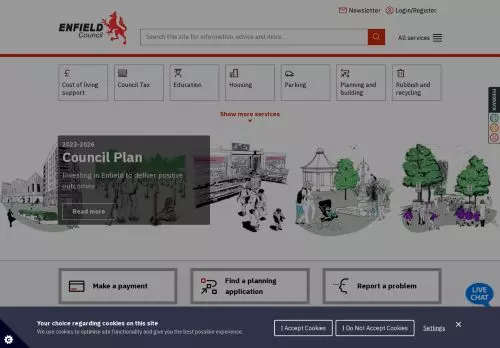 Newsletter
Login/Register
ENFIELD
Council
Search this site for information, advice and more...
All services
Cost of living support
Council Tax
Education
Housing
Parking
Planning and building
Rubbish and recycling
FEEDBACK
Show more services
2023-2026
Council Plan
Investing in Enfield to deliver positive
outcomes
Read more
Make a payment
Find a planning
application
Report a problem
LIVE
CHAT
Your choice regarding cookies on this site
We use cookies to optimise site functionality and give you the best possible experience.
I Accept Cookies
I Do Not Accept Cookies
Settings